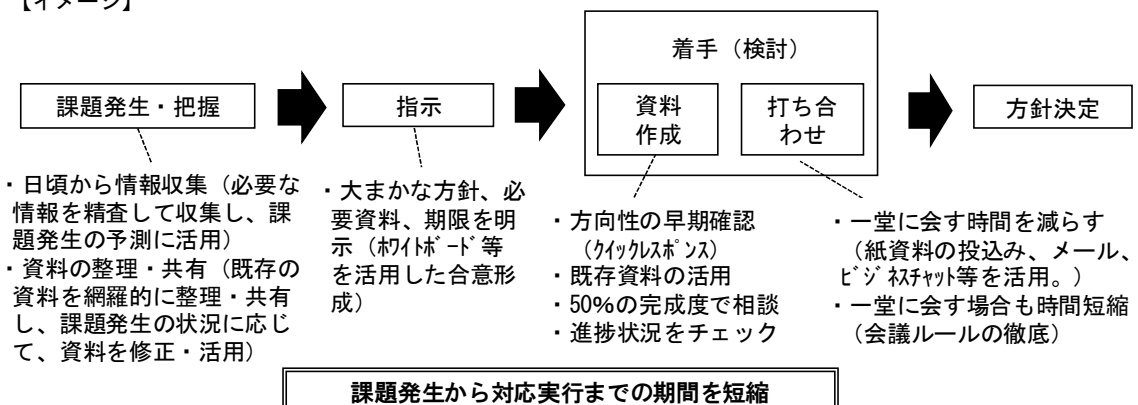 【イメージ】
課題発生・把握
指示
着手（検討）
資料
作成
打ち合
わせ
方針決定
・日頃から情報収集（必要な
情報を精査して収集し、課
題発生の予測に活用）
・資料の整理・共有（既存の
資料を網羅的に整理・共有
し、課題発生の状況に応じ
て、資料を修正・活用）
・大まかな方針、必
要資料、期限を明
示（ﾎﾜｲﾄﾎﾞｰﾄﾞ等
を活用した合意形
成）
・方向性の早期確認
（ｸｲｯｸﾚｽﾎﾟﾝｽ）
・既存資料の活用
・50%の完成度で相談
・進捗状況をチェック
・一堂に会す時間を減らす
（紙資料の投込み、メール、
ﾋﾞｼﾞﾈｽﾁｬｯﾄ等を活用。）
・一堂に会す場合も時間短縮
（会議ルールの徹底）
課題発生から対応実行までの期間を短縮